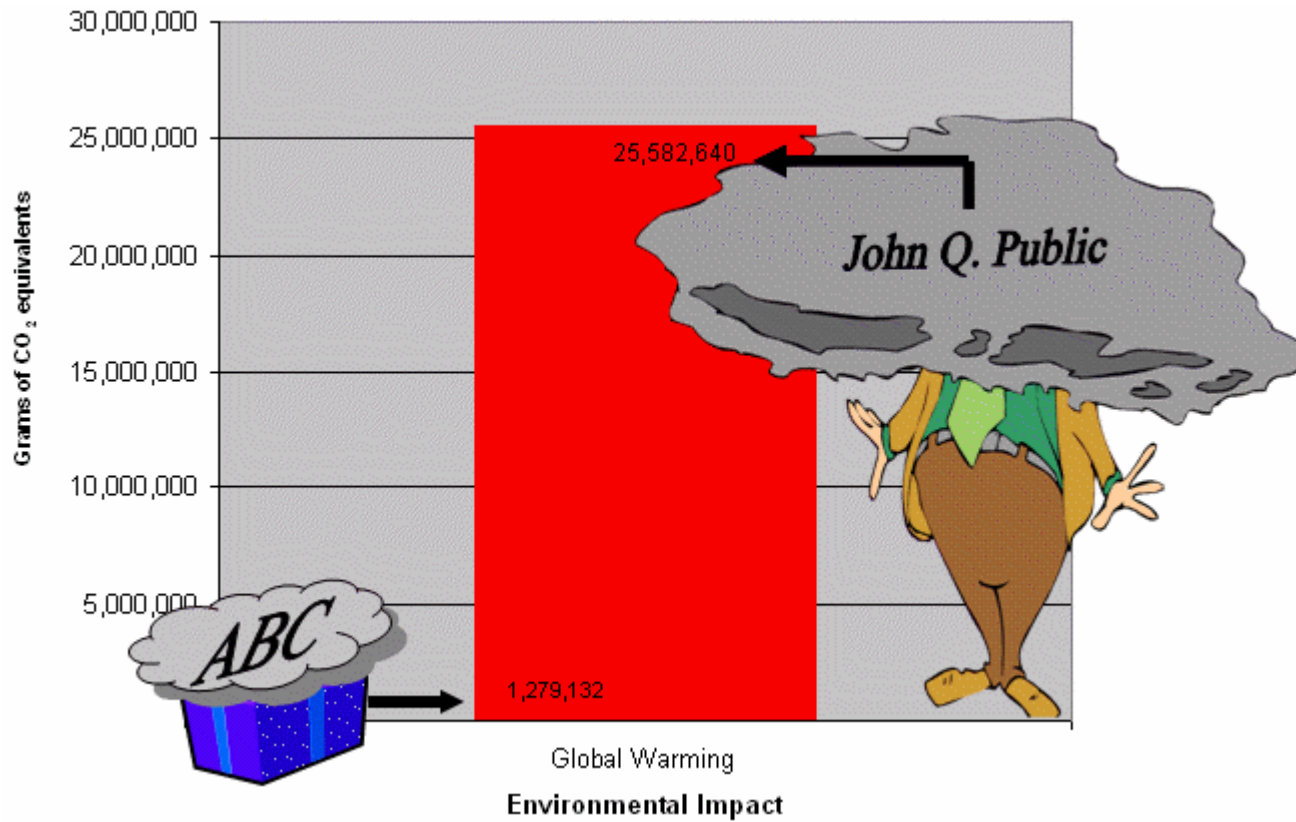 30,000,000
25,000,000
20,000,000
15,000,000
10,000,000
5,000,000
Grams of CO₂ equivalents
25,582,640
John Q. Public
ABC
1,279,132
Global Warming
Environmental Impact